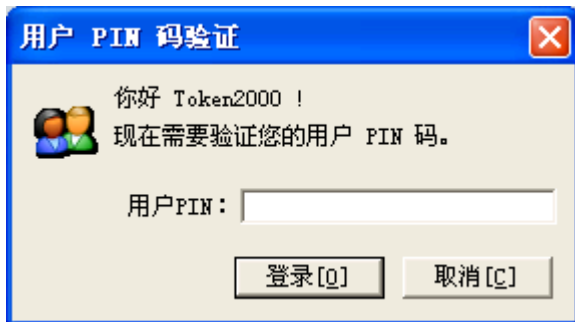 用户 PIN 码验证
你好 Token2000 !
现在需要验证您的用户 PIN 码。
用户PIN：
登录[O] 取消[C]